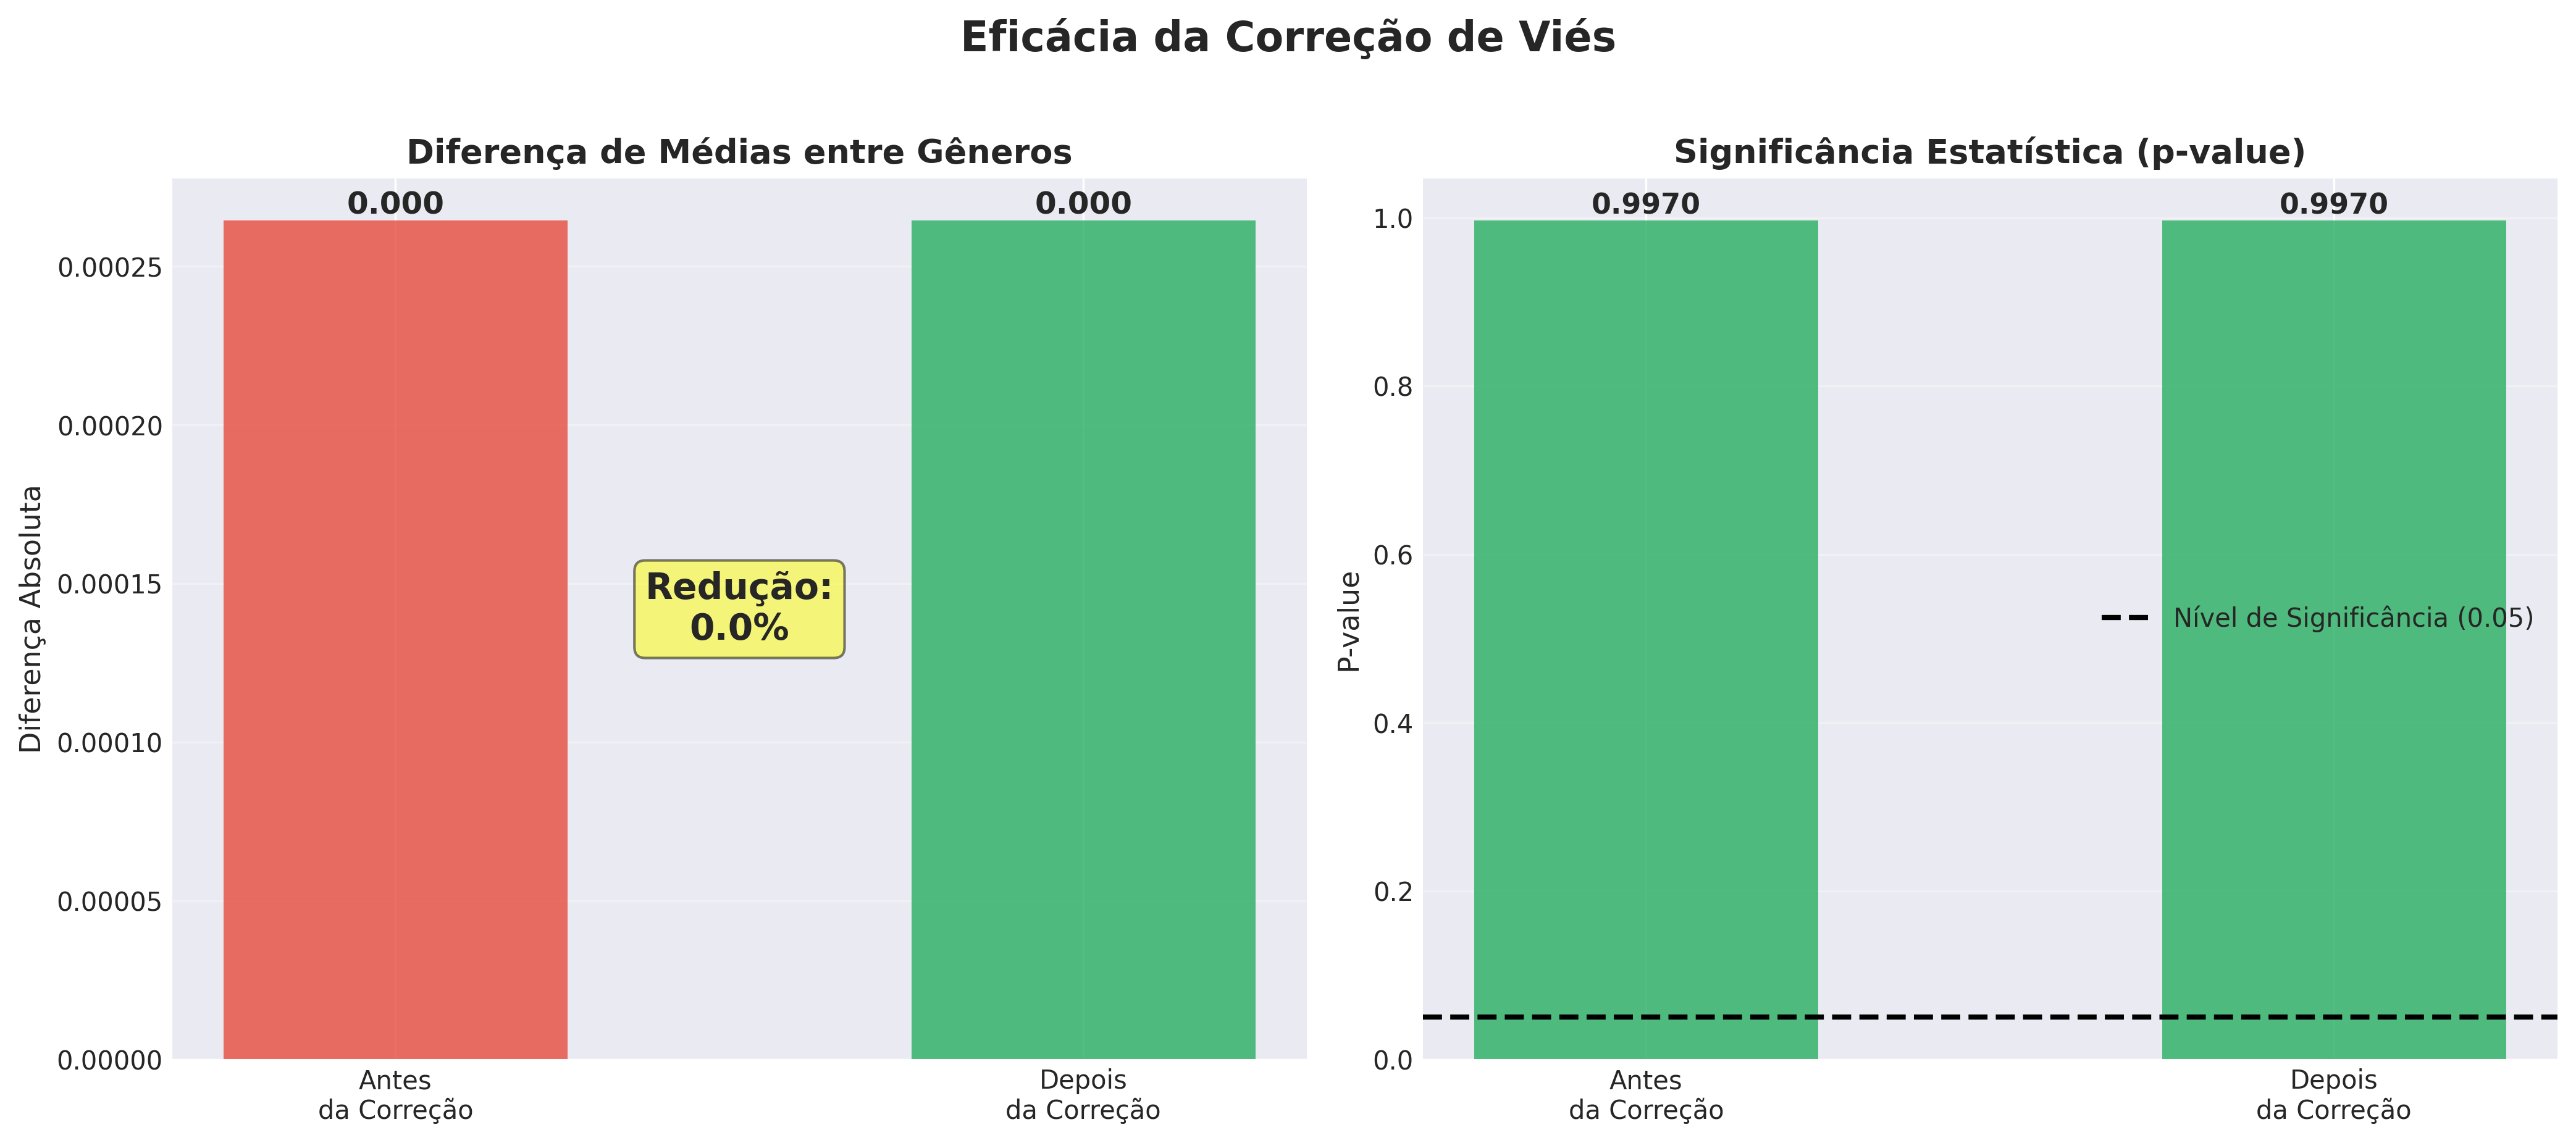 Eficácia da Correção de Viés
Diferença de Médias entre Gêneros
0.000
0.000
0.00025
0.00020
0.00015
0.00010
0.00005
0.00000
Diferença Absoluta
Redução:
0.0%
Antes
da Correção
Depois
da Correção
Significância Estatística (p-value)
0.9970
0.9970
1.0
0.8
0.6
0.4
0.2
0.0
P-value
Nível de Significância (0.05)
Antes
da Correção
Depois
da Correção